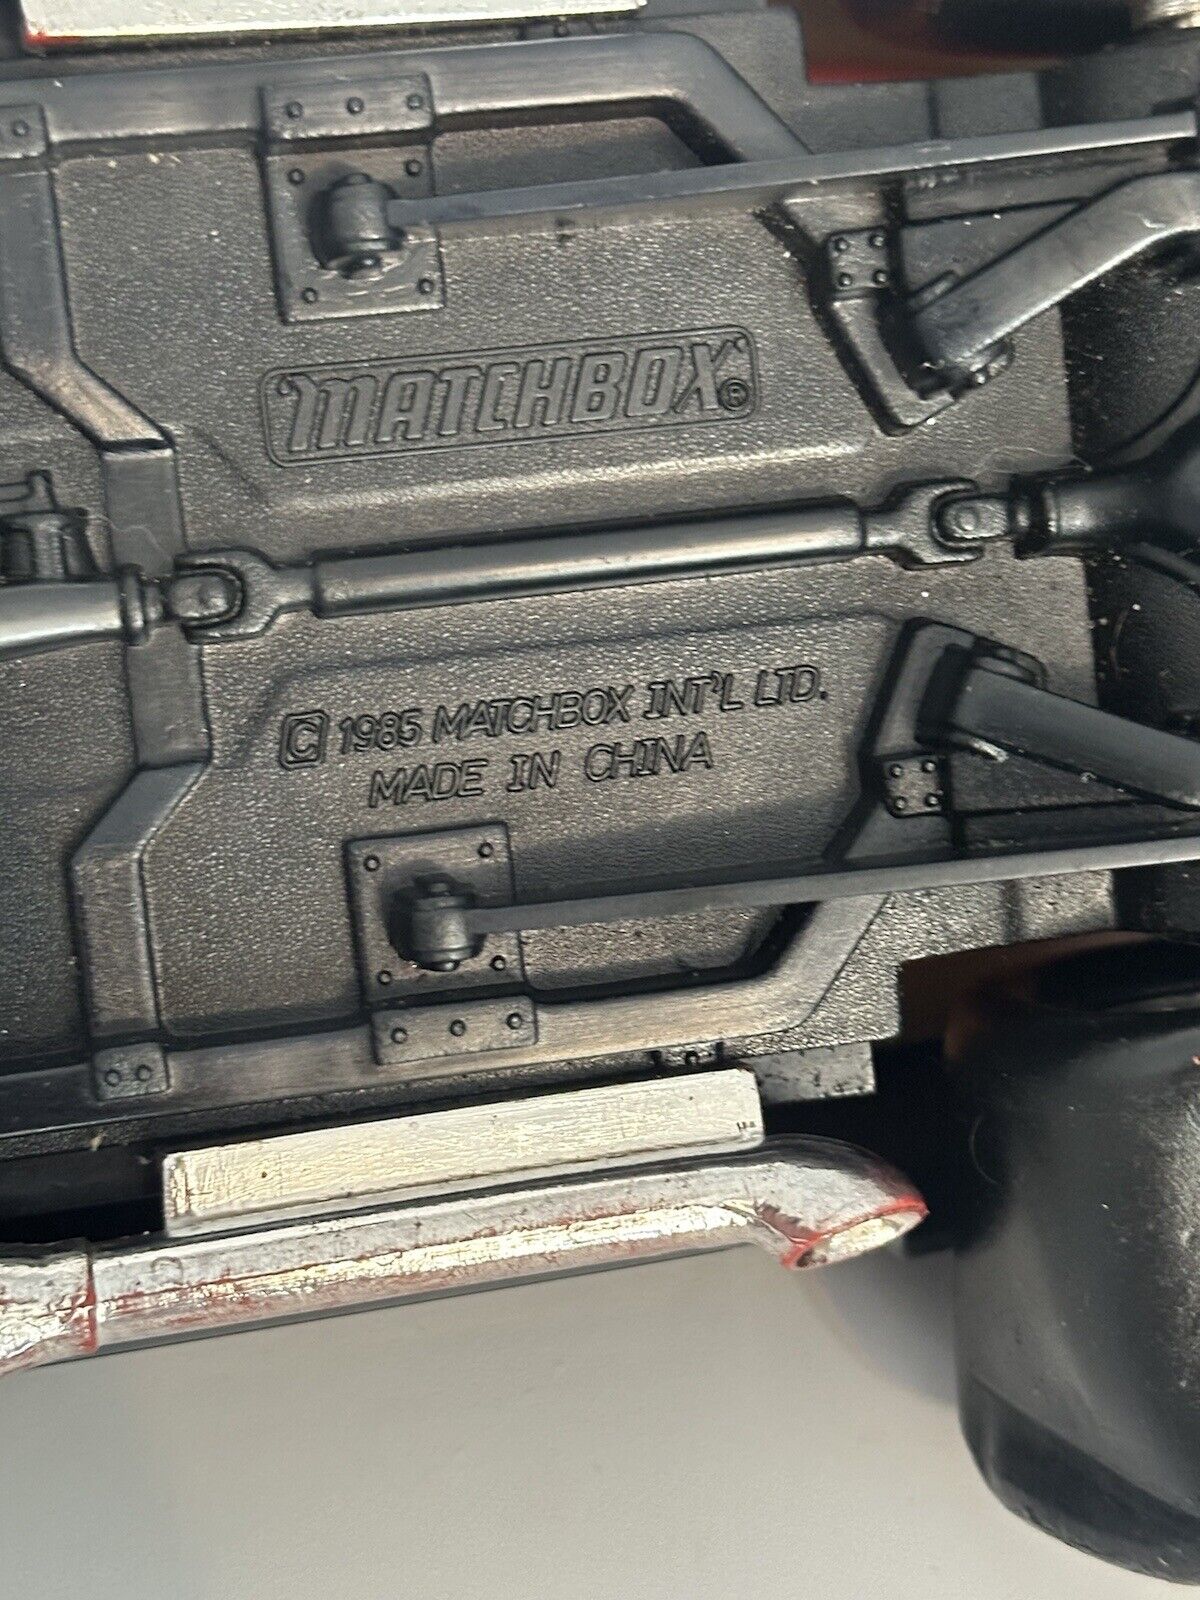 MATCHBOX®
© 1985 MATCHBOX INT'L LTD.
MADE IN CHINA